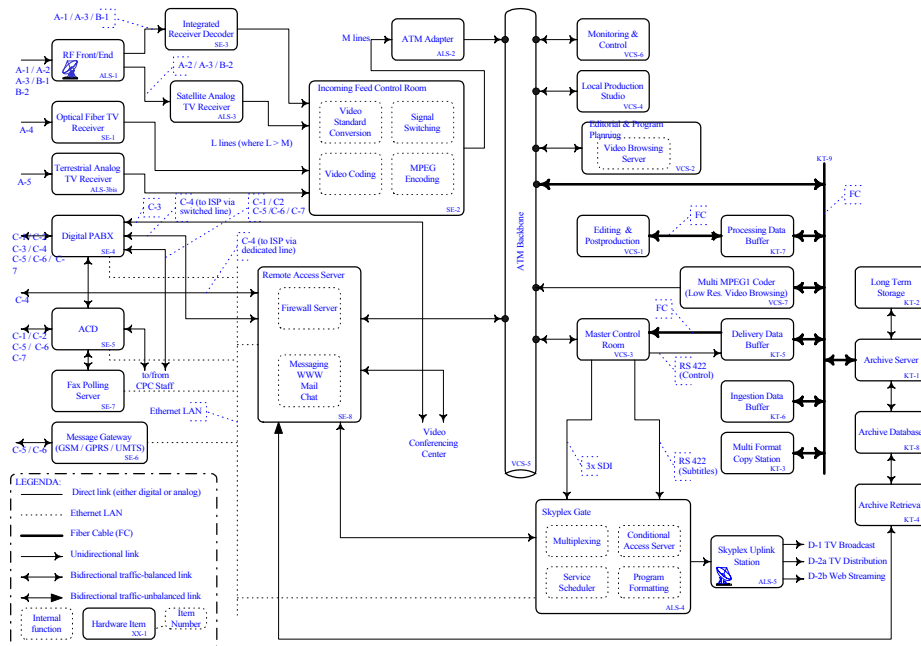 A-1 / A-3 / B-1
Integrated
Receiver Decoder
SE-3
RF Front/End
ALS-1
A-1 / A-2
A-3 / B-1
B-2
A-2 / A-3 / B-2
Satellite Analog
TV Receiver
ALS-3
Optical Fiber TV
Receiver
SE-1
A-4
L lines (where L > M)
Terrestrial Analog
TV Receiver
ALS-3bis
A-5
M lines
ATM Adapter
ALS-2
Incoming Feed Control Room
Video
Standard
Conversion
Signal
Switching
Video Coding
MPEG
Encoding
SE-2
Monitoring &
Control
VCS-6
Local Production
Studio
VCS-4
Editorial & Program
Planning
Video Browsing
Server
VCS-2
KT-9
FC
ATM Backbone
VCS-5
C-3
C-4 (to ISP via
switched line)
C-1 / C2
C-5 / C-6 / C-7
Digital PABX
SE-4
C-3 / C-4
C-5 / C-6 / C-
7
C-4 (to ISP via
dedicated line)
C-4
FC
Editing &
Postproduction
VCS-1
Processing Data
Buffer
KT-7
Remote Access Server
Firewall Server
Messaging
WWW
Mail
Chat
SE-8
Multi MPEG1 Coder
(Low Res. Video Browsing)
VCS-7
Long Term
Storage
KT-2
ACD
SE-5
C-1 / C-2
C-5 / C-6
C-7
FC
Master Control
Room
VCS-3
Delivery Data
Buffer
KT-5
RS 422
(Control)
Archive Server
KT-1
to/from
CPC Staff
Fax Polling
Server
SE-7
Ethernet LAN
Ingestion Data
Buffer
KT-6
Archive Database
KT-8
Message Gateway
(GSM / GPRS / UMTS)
SE-6
C-5 / C-6
Video
Conferencing
Center
3x SDI
RS 422
(Subtitles)
Multi Format
Copy Station
KT-3
Archive Retrieval
KT-4
LEGENDA:
Direct link (either digital or analog)
Ethernet LAN
Fiber Cable (FC)
Unidirectional link
Bidirectional traffic-balanced link
Bidirectional traffic-unbalanced link
Internal
function
Hardware Item
XX-1
Item
Number
Skyplex Gate
Multiplexing
Conditional
Access Server
Service
Scheduler
Program
Formatting
ALS-4
Skyplex Uplink
Station
ALS-5
D-1 TV Broadcast
D-2a TV Distribution
D-2b Web Streaming